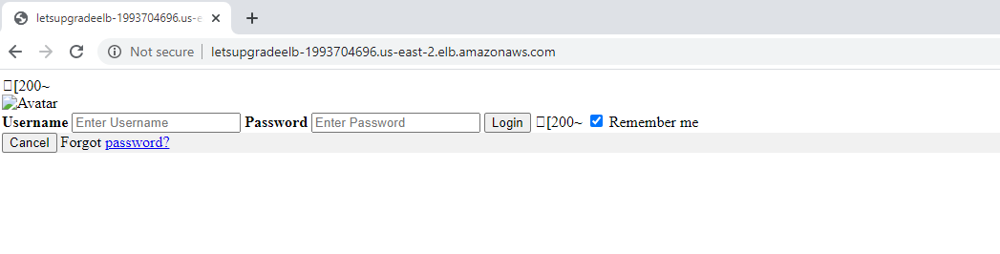 letsupgradeelb-1993704696.us-e
Not secure letsupgradeelb-1993704696.us-east-2.elb.amazonaws.com
[200~
Avatar
Username Enter Username Password Enter Password Login [200~ Remember me
Cancel Forgot password?